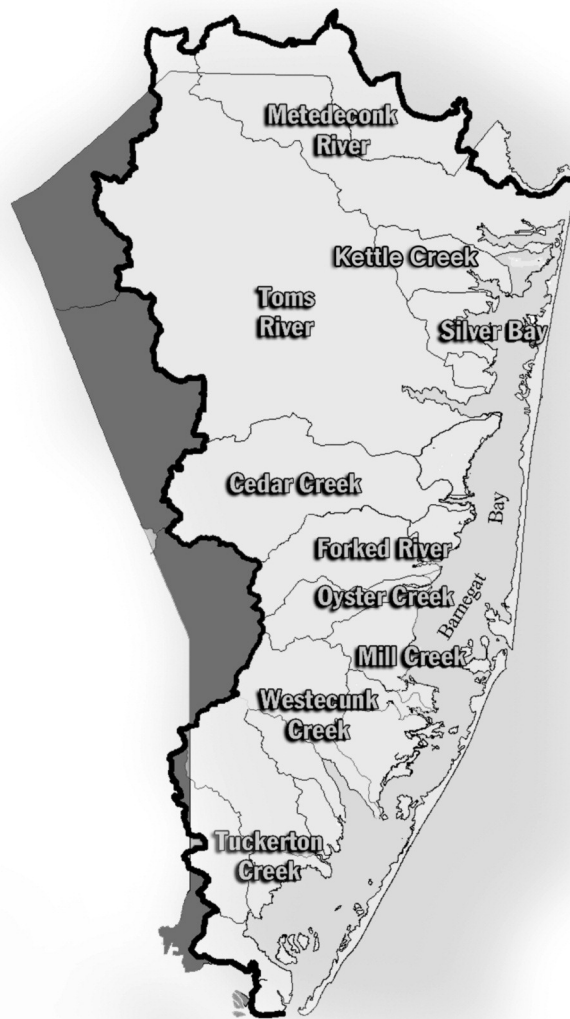 Metedeconk
River
Kettle Creek
Toms
River
Silver Bay
Cedar Creek
Bay
Forked River
Oyster Creek
Barnegat
Mill Creek
Westecunk
Creek
Tuckerton
Creek